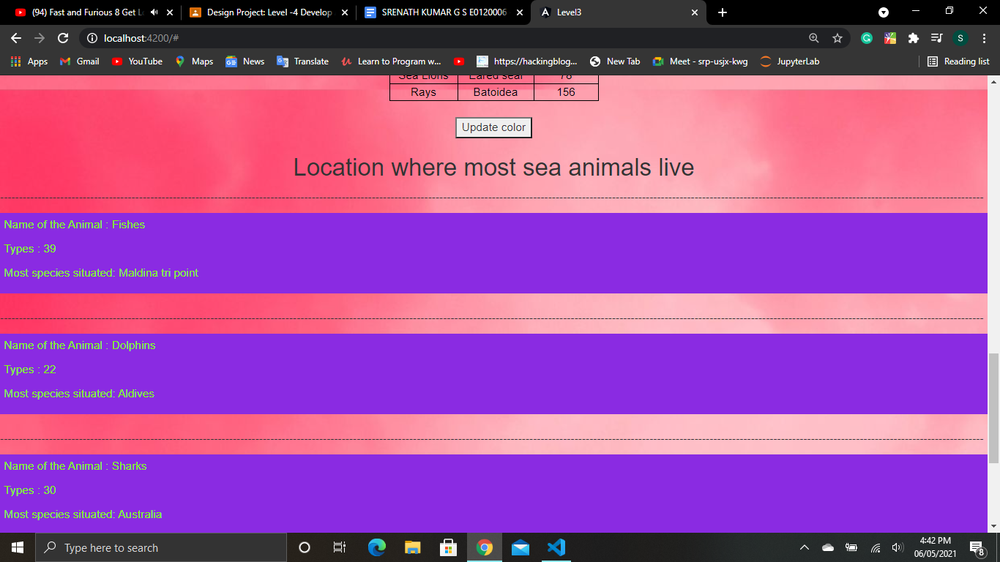 (94) Fast and Furious 8 Get L
Design Project: Level -4 Develop
SRENATH KUMAR G S E0120006
Level3
localhost:4200/#
S
Apps
Gmail
YouTube
Maps
News
Translate
Learn to Program w...
https://hackingblog...
New Tab
Meet - srp-usjx-kwg
JupyterLab
Reading list
Sea Lions Eared seal 78
Rays Batoidea 156
Update color
Location where most sea animals live
Name of the Animal : Fishes
Types : 39
Most species situated: Maldina tri point
Name of the Animal : Dolphins
Types : 22
Most species situated: Aldives
Name of the Animal : Sharks
Types : 30
Most species situated: Australia
Type here to search
4:42 PM
06/05/2021
8